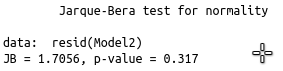 Jarque-Bera test for normality
data: resid(Model2)
JB = 1.7056, p-value = 0.317